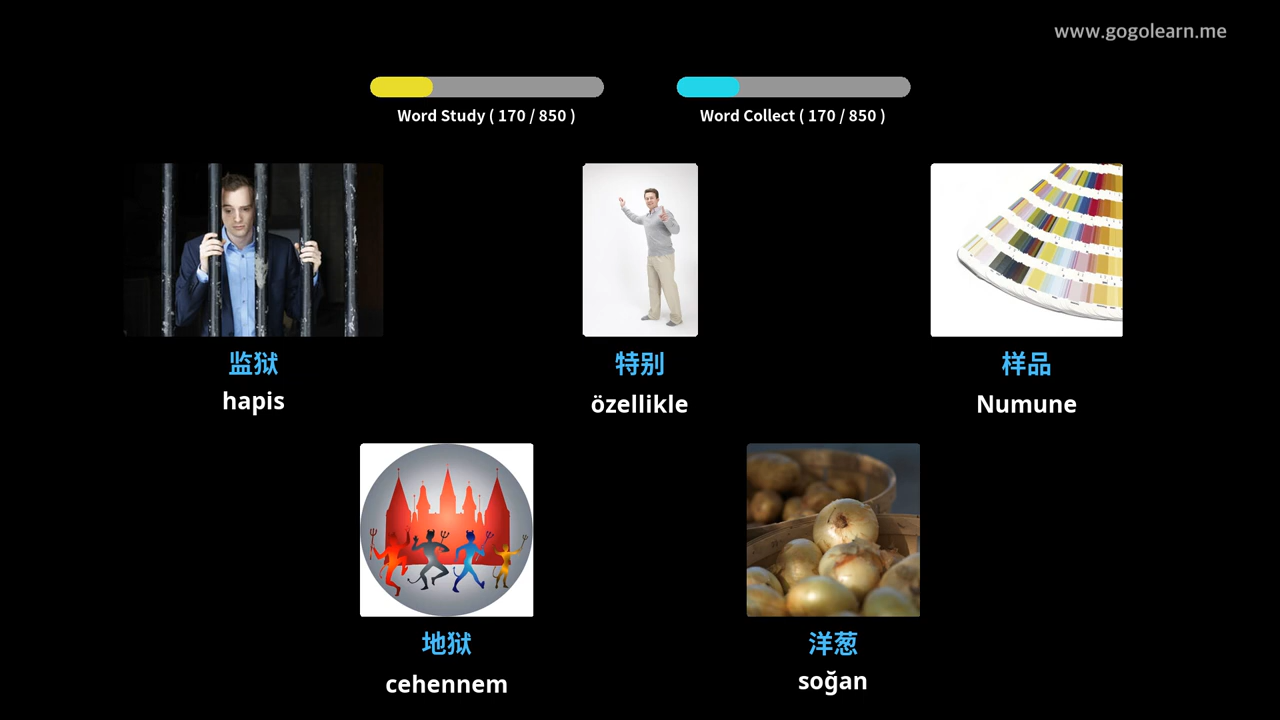 www.gogolearn.me
Word Study ( 170 / 850 )
Word Collect ( 170 / 850 )
监狱
hapis
特别
özellikle
样品
Numune
地狱
cehennem
洋葱
soğan